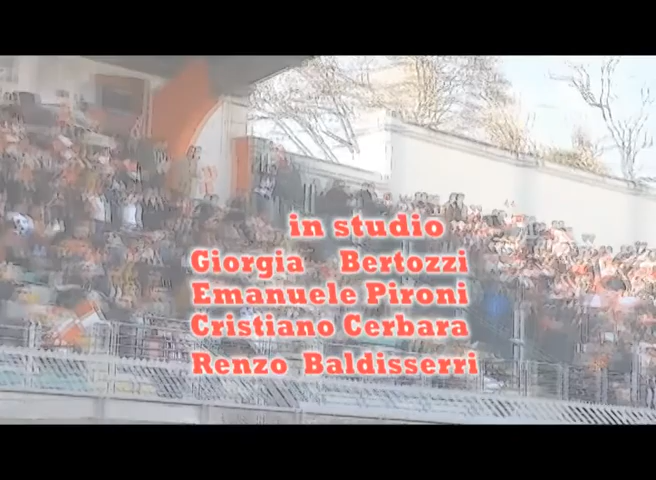 in studio
Giorgia Bertozzi
Emanuele Pironi
Cristiano Cerbara
Renzo Baldisserri